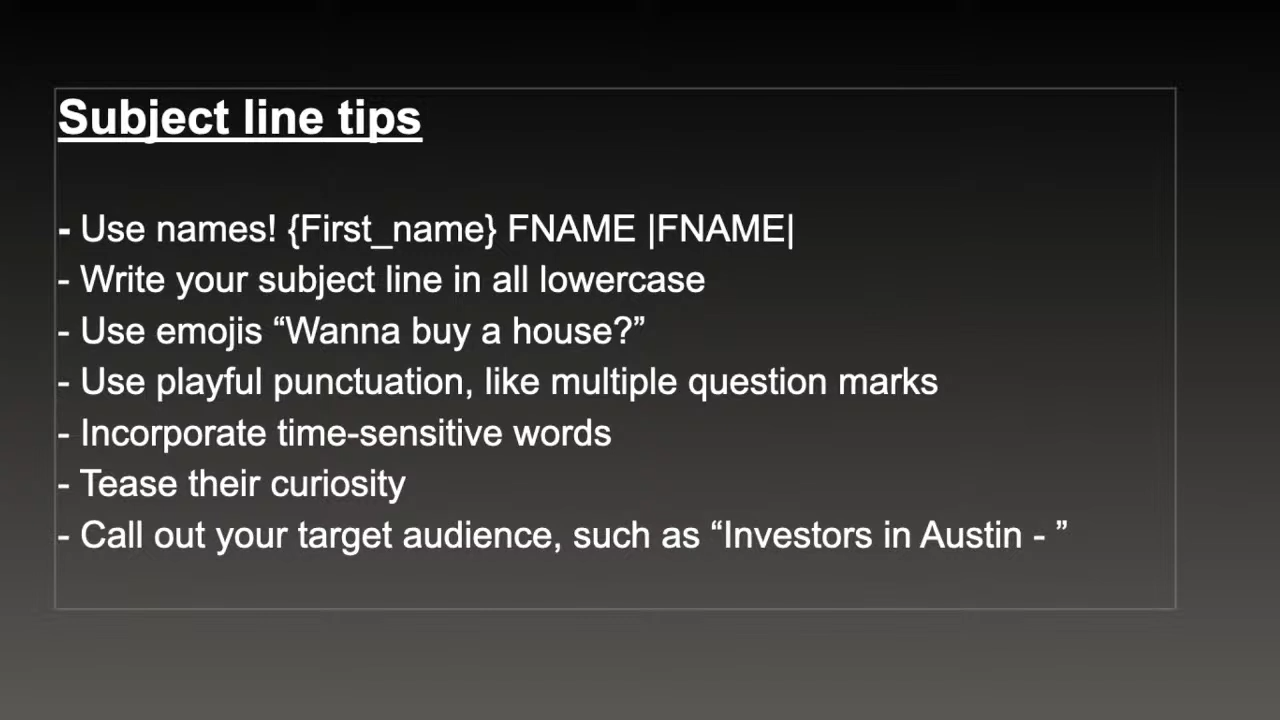 Subject line tips
- Use names! {First_name} FNAME |FNAME|
- Write your subject line in all lowercase
- Use emojis “Wanna buy a house?”
- Use playful punctuation, like multiple question marks
- Incorporate time-sensitive words
- Tease their curiosity
- Call out your target audience, such as “Investors in Austin - ”